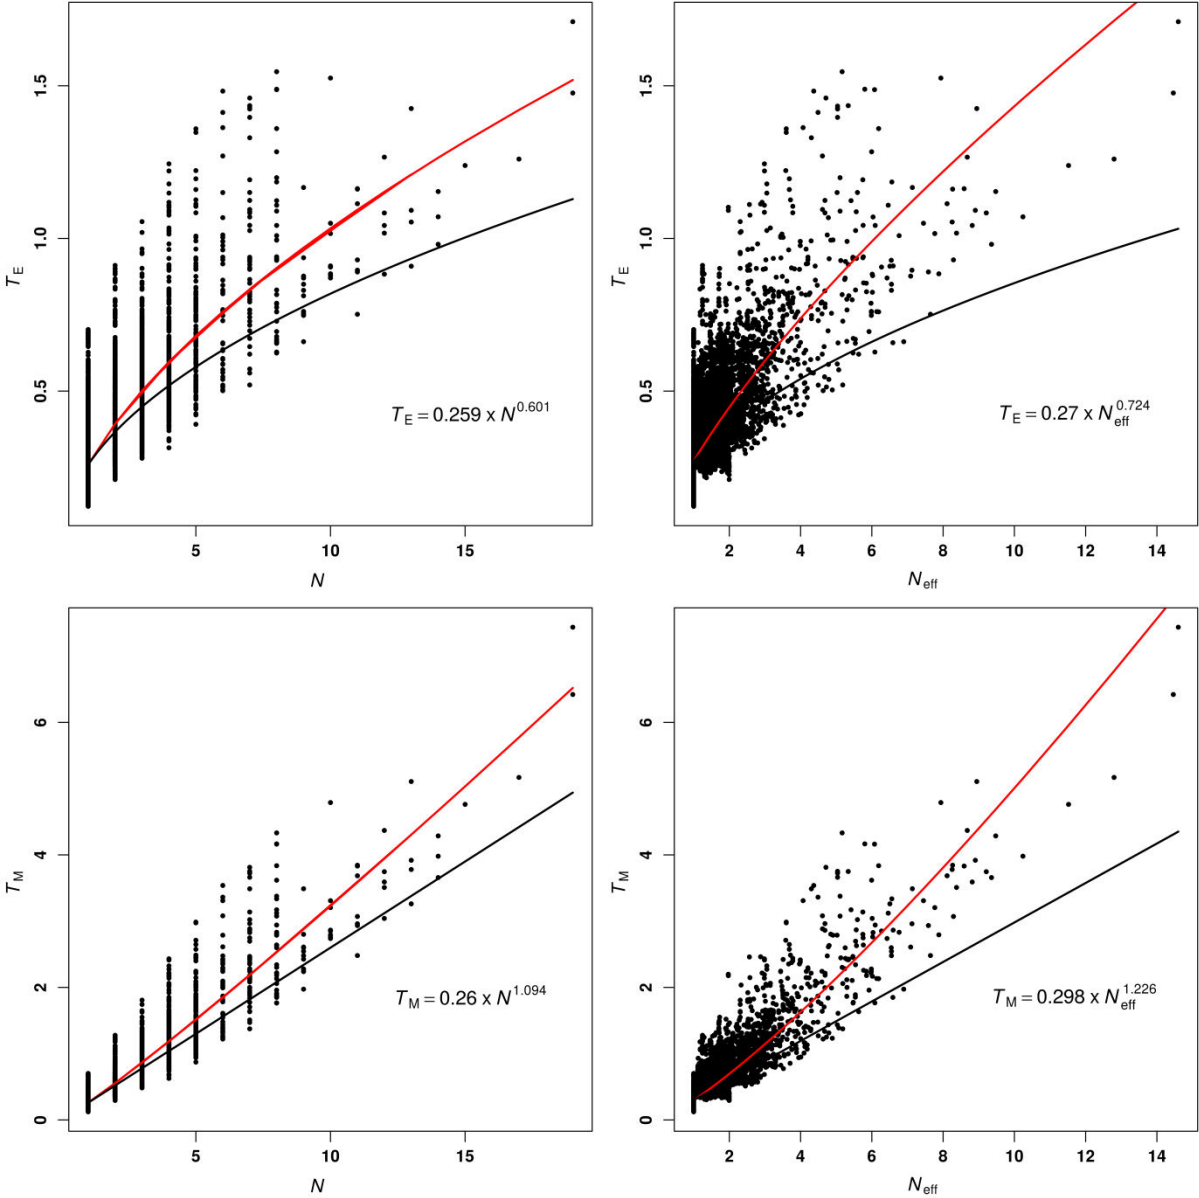 1.5
1.0
0.5
T_E
T_E = 0.259 x N^0.601
5 10 15
N
1.5
1.0
0.5
T_E
T_E = 0.27 x N_eff^0.724
2 4 6 8 10 12 14
N_eff
6
4
2
0
T_M
T_M = 0.26 x N^1.094
5 10 15
N
6
4
2
0
T_M
T_M = 0.298 x N_eff^1.226
2 4 6 8 10 12 14
N_eff